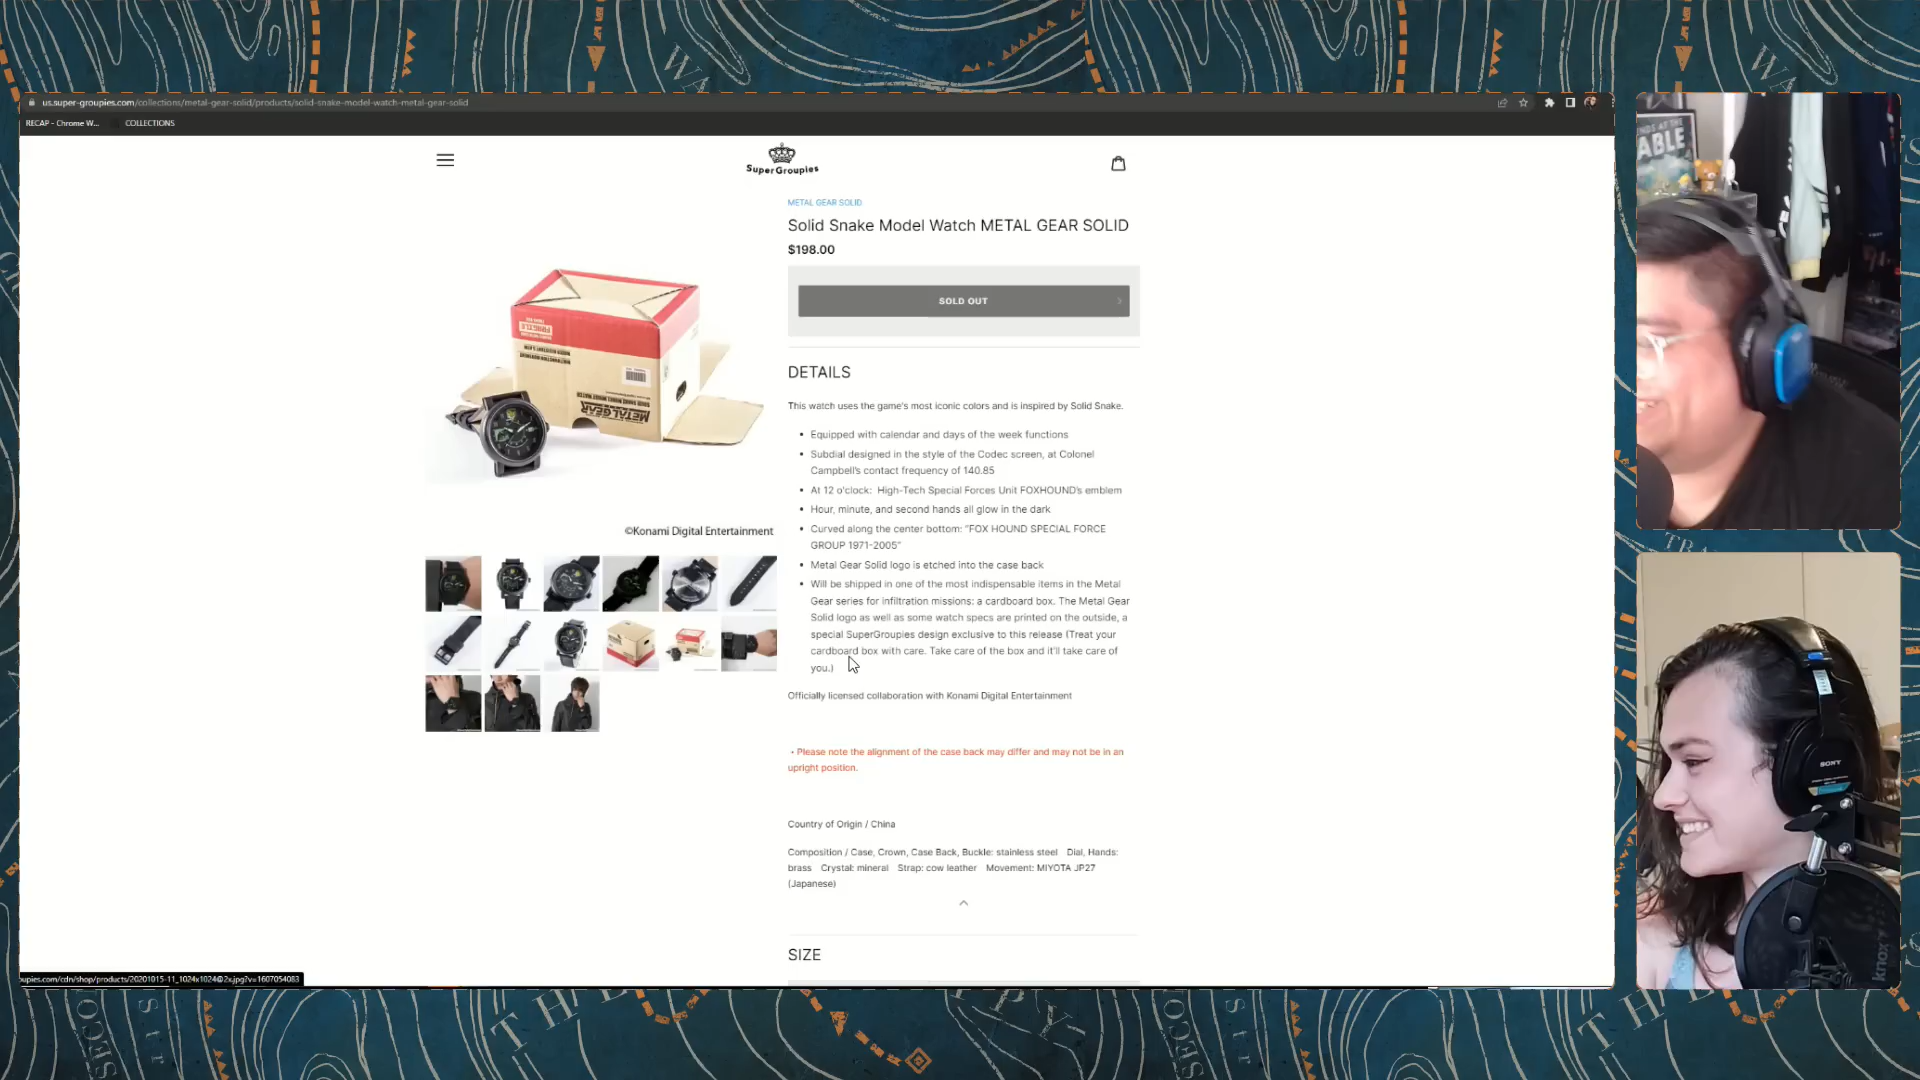 us.super-groupies.com/collections/metal-gear-solid/products/solid-snake-model-watch-metal-gear-solid
RECAP - Chrome W...
COLLECTIONS
SuperGroupies
METAL GEAR SOLID
Solid Snake Model Watch METAL GEAR SOLID
$198.00
SOLD OUT
DETAILS
This watch uses the game's most iconic colors and is inspired by Solid Snake.
• Equipped with calendar and days of the week functions
• Subdial designed in the style of the Codec screen, at Colonel
Campbell's contact frequency of 140.85
• At 12 o'clock: High-Tech Special Forces Unit FOXHOUND's emblem
• Hour, minute, and second hands all glow in the dark
• Curved along the center bottom: "FOX HOUND SPECIAL FORCE
GROUP 1971-2005"
• Metal Gear Solid logo is etched into the case back
• Will be shipped in one of the most indispensable items in the Metal
Gear series for infiltration missions: a cardboard box. The Metal Gear
Solid logo as well as some watch specs are printed on the outside, a
special SuperGroupies design exclusive to this release (Treat your
cardboard box with care. Take care of the box and it'll take care of
you.)
Officially licensed collaboration with Konami Digital Entertainment
• Please note the alignment of the case back may differ and may not be in an
upright position.
Country of Origin / China
Composition / Case, Crown, Case Back, Buckle: stainless steel Dial, Hands:
brass Crystal: mineral Strap: cow leather Movement: MIYOTA JP27
(Japanese)
SIZE
METAL GEAR
©Konami Digital Entertainment
upies.com/cdn/shop/products/20201015-11_1024x1024@2x.jpg?v=1607054083
ABLE
SONY
knox